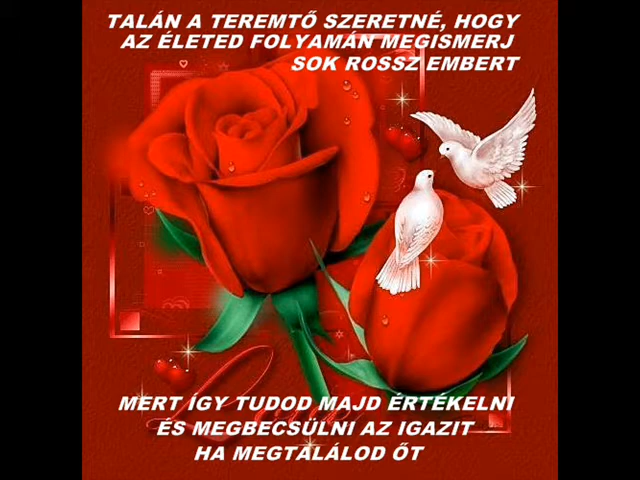 TALÁN A TEREMTŐ SZERETNÉ, HOGY
AZ ÉLETED FOLYAMÁN MEGISMERJ
SOK ROSSZ EMBERT
Love
MERT ÍGY TUDOD MAJD ÉRTÉKELNI
ÉS MEGBECSÜLNI AZ IGAZIT
HA MEGTALÁLOD ŐT